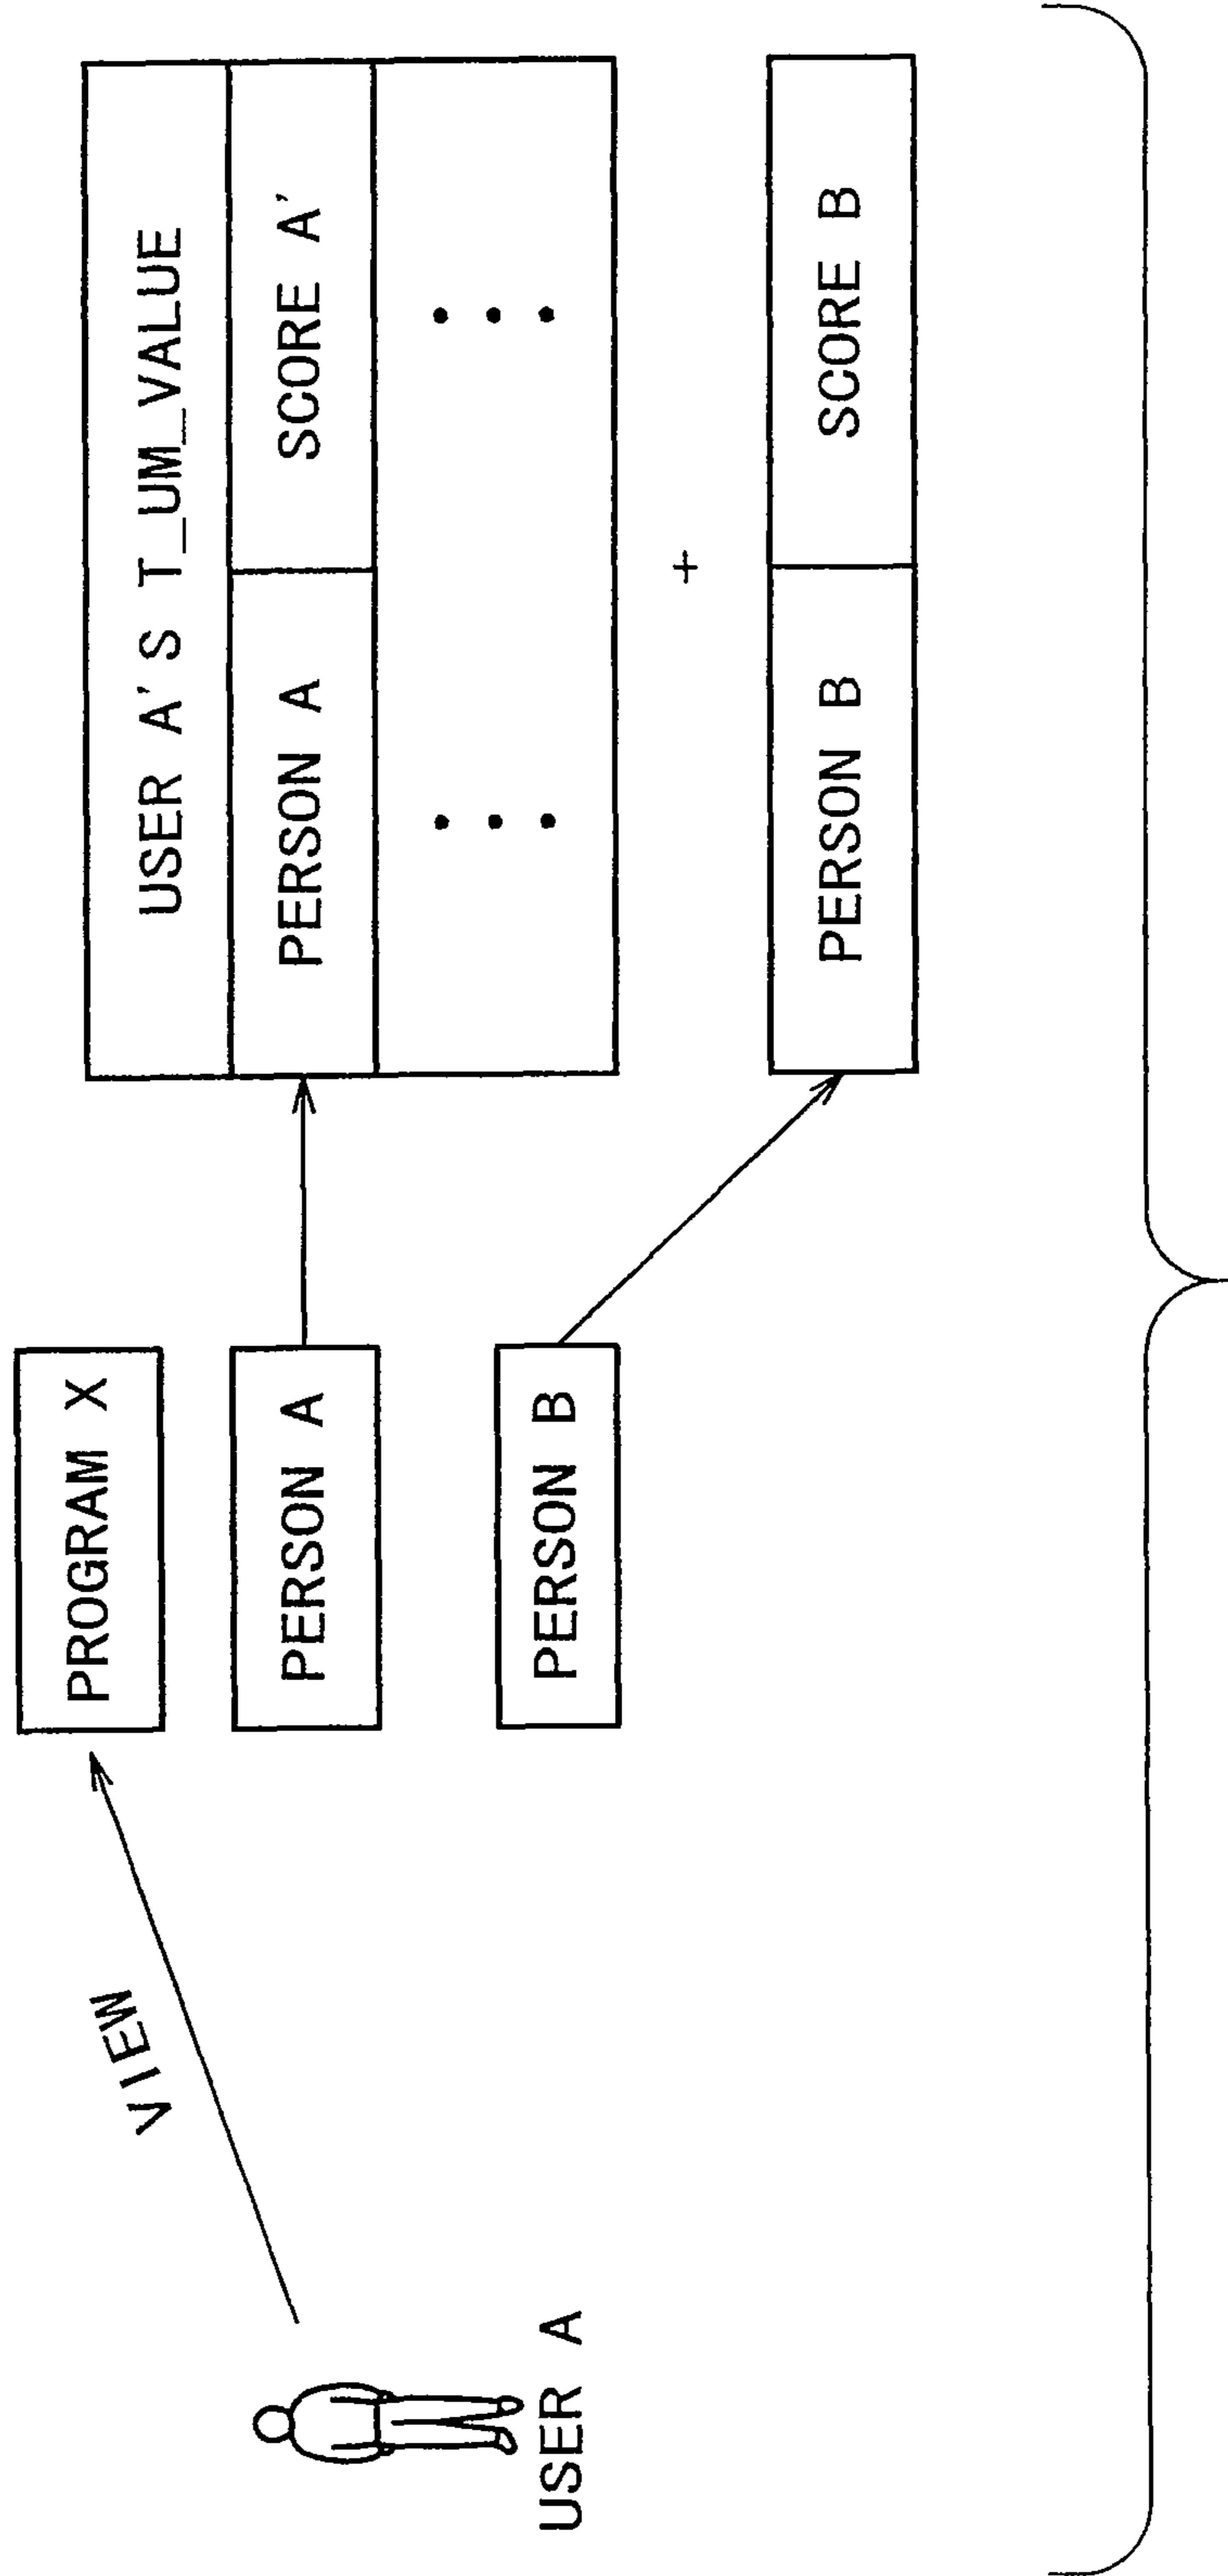 USER A
VIEW
PROGRAM X
PERSON A
PERSON B
USER A'S T_UM_VALUE
PERSON A SCORE A'
• • • • • •
+
PERSON B SCORE B